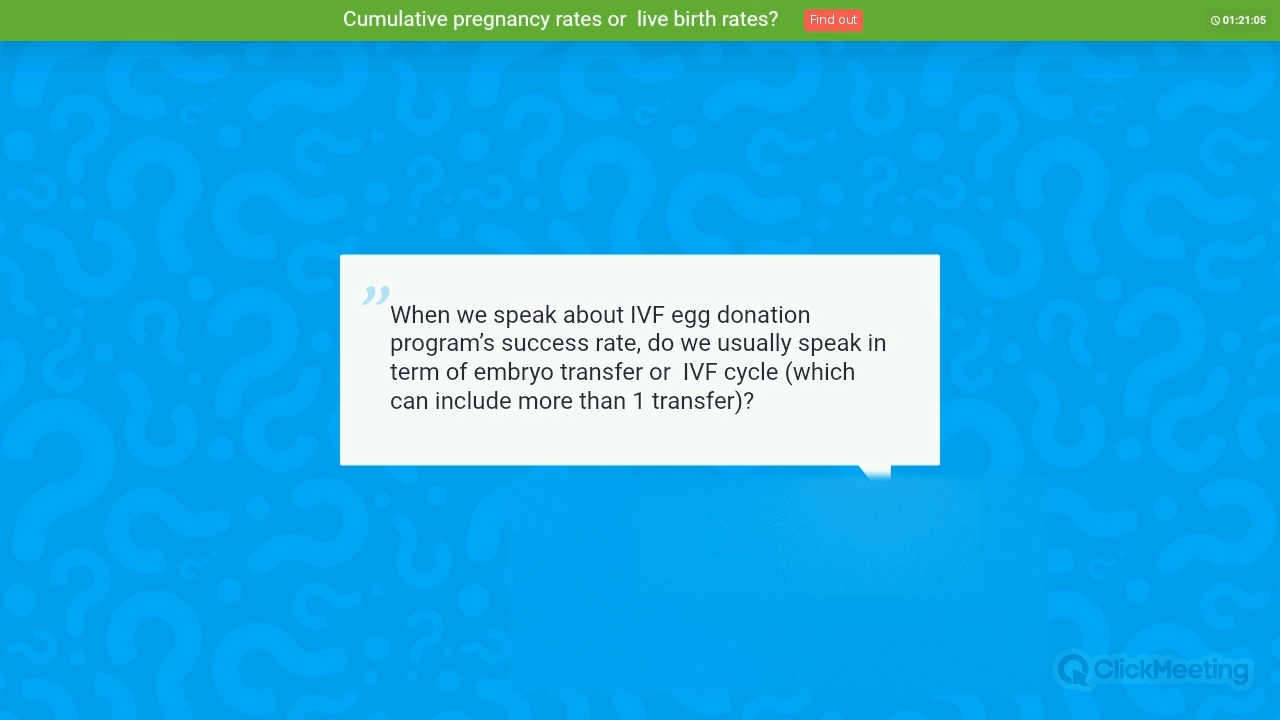 Cumulative pregnancy rates or  live birth rates?
Find out
01:21:05
”
When we speak about IVF egg donation
program’s success rate, do we usually speak in
term of embryo transfer or  IVF cycle (which
can include more than 1 transfer)?
ClickMeeting